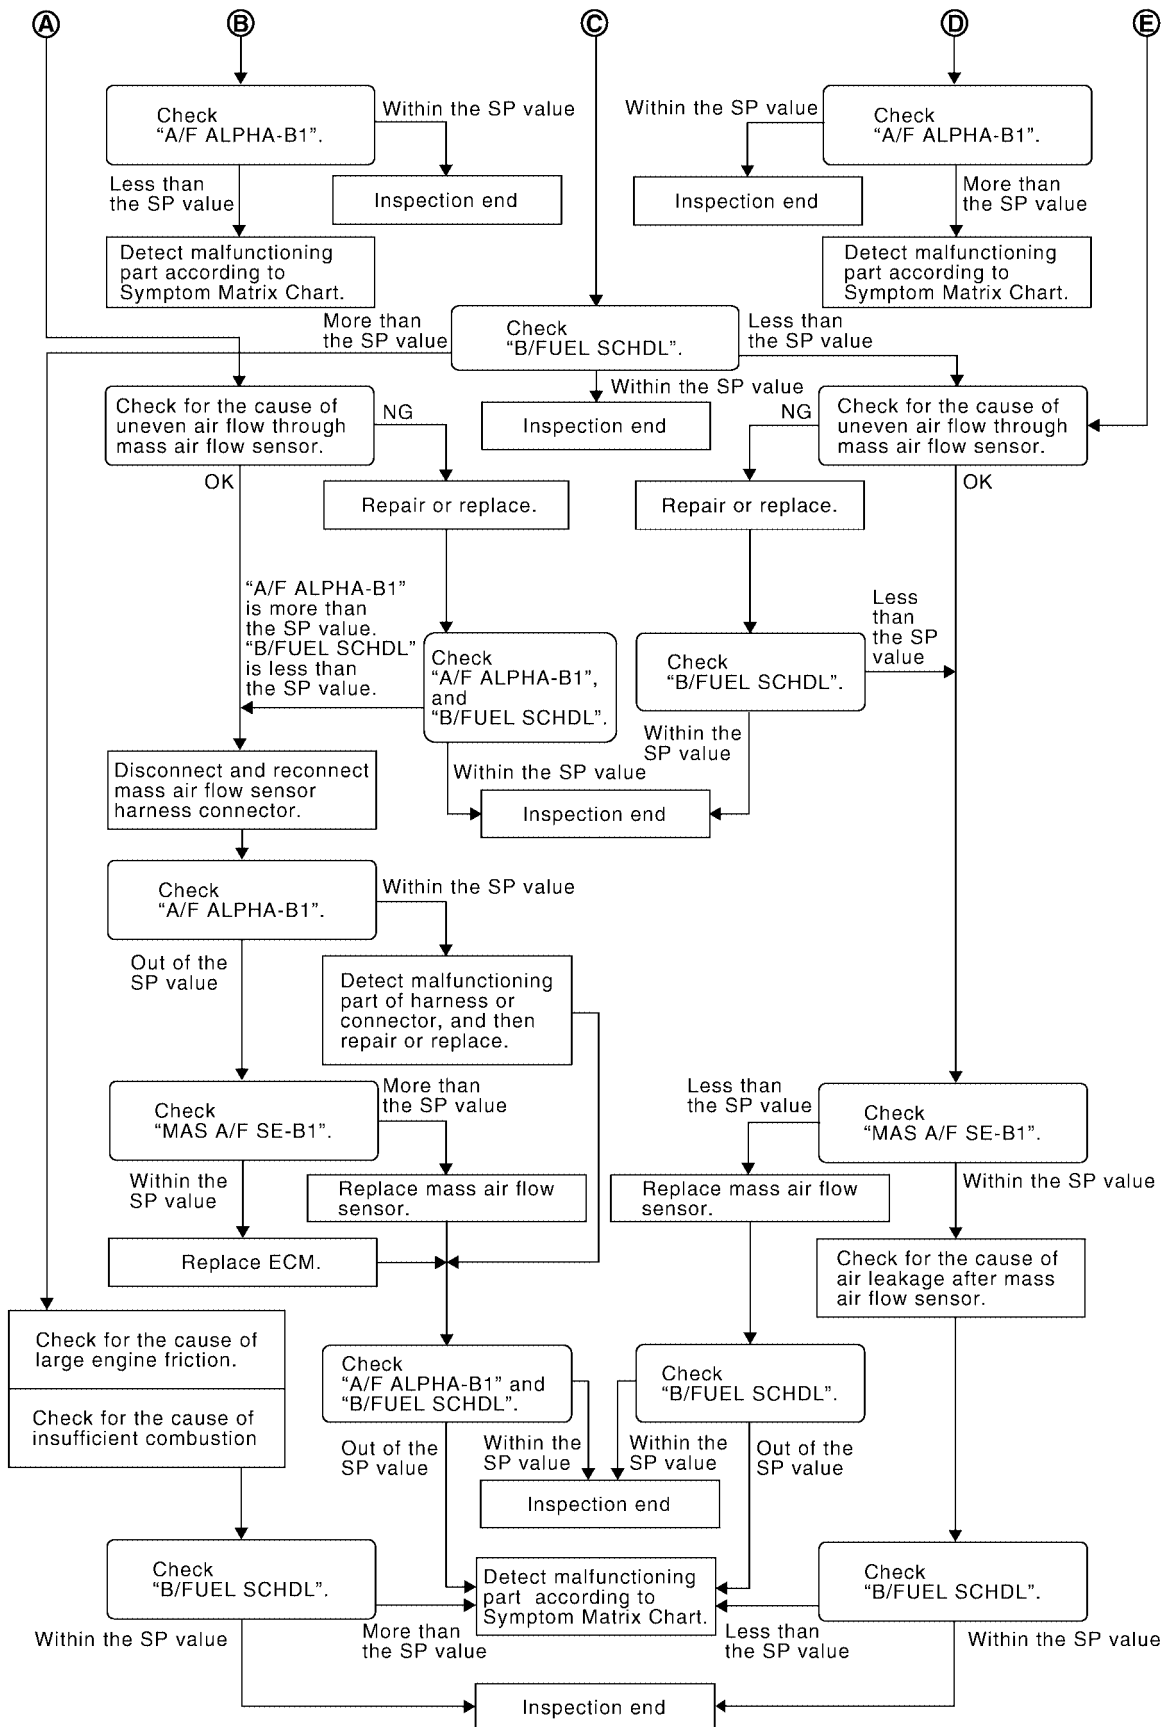 A
B
C
D
E
Check
“A/F ALPHA-B1”.
Within the SP value
Less than
the SP value
Inspection end
Detect malfunctioning
part according to
Symptom Matrix Chart.
Within the SP value
Check
“A/F ALPHA-B1”.
Inspection end
More than
the SP value
Detect malfunctioning
part according to
Symptom Matrix Chart.
More than
the SP value
Check
“B/FUEL SCHDL”.
Less than
the SP value
Within the SP value
Inspection end
Check for the cause of
uneven air flow through
mass air flow sensor.
NG
OK
Repair or replace.
NG
Check for the cause of
uneven air flow through
mass air flow sensor.
OK
Repair or replace.
“A/F ALPHA-B1”
is more than
the SP value.
“B/FUEL SCHDL”
is less than
the SP value.
Check
“A/F ALPHA-B1”,
and
“B/FUEL SCHDL”.
Within the SP value
Check
“B/FUEL SCHDL”.
Less
than
the SP
value
Within the
SP value
Inspection end
Disconnect and reconnect
mass air flow sensor
harness connector.
Check
“A/F ALPHA-B1”.
Within the SP value
Out of the
SP value
Detect malfunctioning
part of harness or
connector, and then
repair or replace.
Check
“MAS A/F SE-B1”.
More than
the SP value
Within the
SP value
Replace mass air flow
sensor.
Replace ECM.
Less than
the SP value
Check
“MAS A/F SE-B1”.
Within the SP value
Replace mass air flow
sensor.
Check for the cause of
air leakage after mass
air flow sensor.
Check for the cause of
large engine friction.
Check for the cause of
insufficient combustion
Check
“A/F ALPHA-B1” and
“B/FUEL SCHDL”.
Out of the
SP value
Within the
SP value
Check
“B/FUEL SCHDL”.
Within the
SP value
Out of the
SP value
Inspection end
Check
“B/FUEL SCHDL”.
Within the SP value
More than
the SP value
Detect malfunctioning
part according to
Symptom Matrix Chart.
Check
“B/FUEL SCHDL”.
Less than
the SP value
Within the SP value
Inspection end